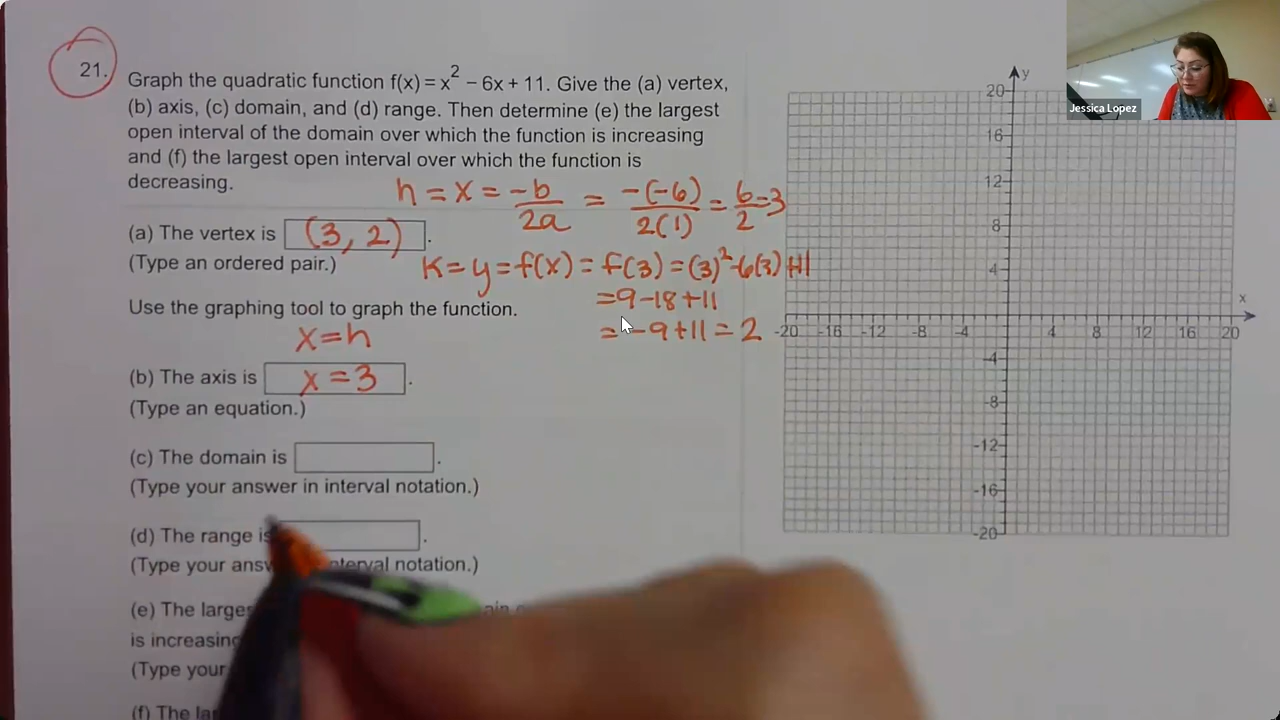 21.
Graph the quadratic function f(x) = x² − 6x + 11. Give the (a) vertex,
(b) axis, (c) domain, and (d) range. Then determine (e) the largest
open interval of the domain over which the function is increasing
and (f) the largest open interval over which the function is
decreasing.
h = x = -b/2a = -(-6)/2(1) = 6/2 = 3
(a) The vertex is (3, 2).
(Type an ordered pair.)
K = y = f(x) = f(3) = (3)² - 6(3) + 11
= 9 - 18 + 11
= -9 + 11 = 2
Use the graphing tool to graph the function.
x = h
(b) The axis is x = 3.
(Type an equation.)
(c) The domain is .
(Type your answer in interval notation.)
(d) The range is .
(Type your interval notation.)
(e) The
is increasing
(Type your
(f) The
Jessica Lopez
y
20
16
12
8
4
x
-20 -16 -12 -8 -4 4 8 12 16 20
-4
-8
-12
-16
-20